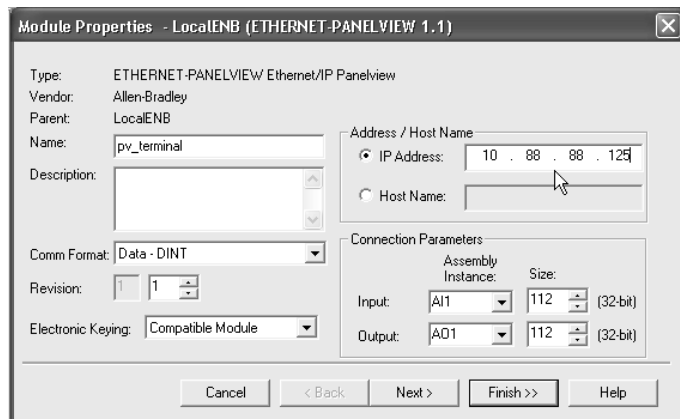 Module Properties - LocalENB (ETHERNET-PANELVIEW 1.1)
Type: ETHERNET-PANELVIEW Ethernet/IP Panelview
Vendor: Allen-Bradley
Parent: LocalENB
Name: pv_terminal
Description:
Comm Format: Data - DINT
Revision: 1 1
Electronic Keying: Compatible Module
Address / Host Name
IP Address: 10 . 88 . 88 . 125
Host Name:
Connection Parameters
Assembly
Instance: Size:
Input: AI1 112 (32-bit)
Output: AO1 112 (32-bit)
Cancel < Back Next > Finish >> Help